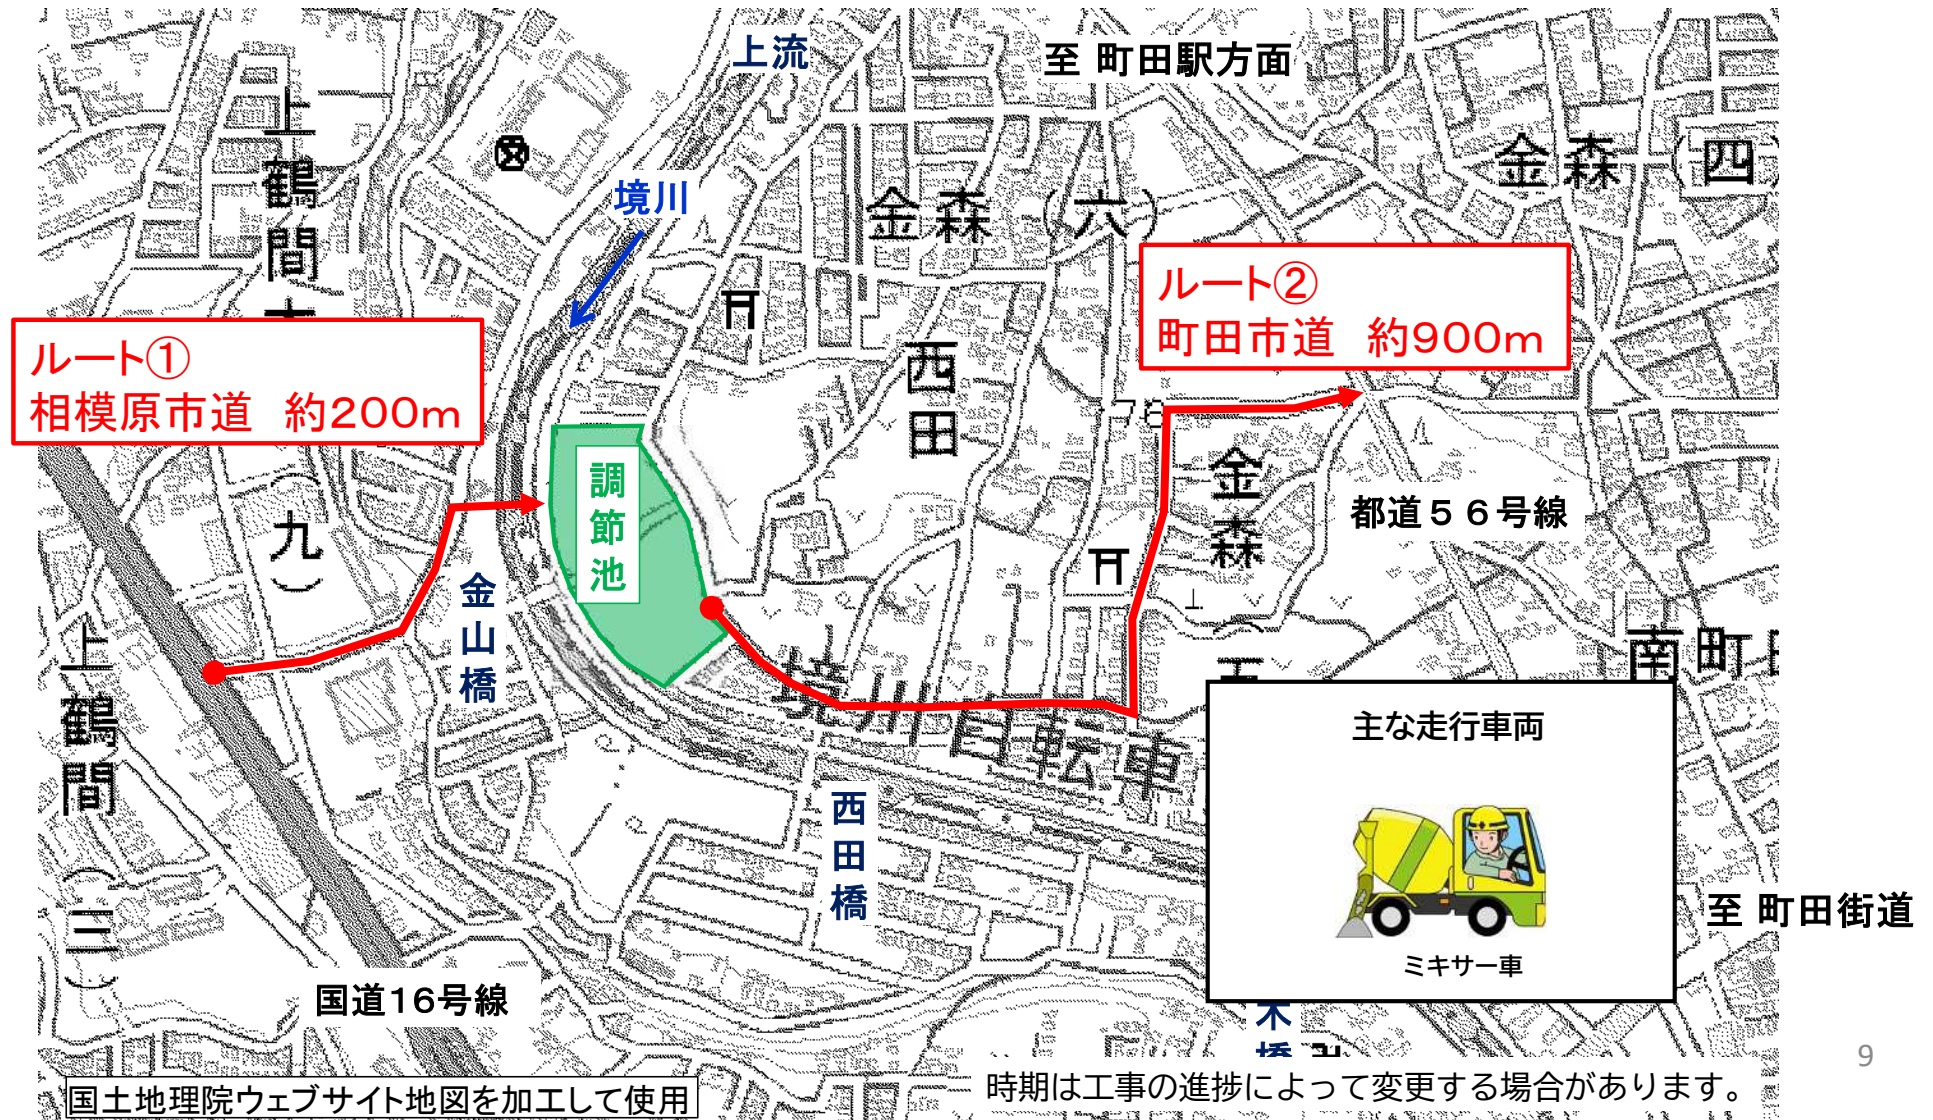 上流
至 町田駅方面
上鶴間
境川
金森(六)
金森(四)
ルート②
町田市道 約900m
ルート①
相模原市道 約200m
西田
78
調節池
(九)
金森
都道56号線
金山橋
上鶴間(三)
南町田
境川自転車
主な走行車両
西田橋
至 町田街道
ミキサー車
国道16号線
木橋
国土地理院ウェブサイト地図を加工して使用
時期は工事の進捗によって変更する場合があります。
9